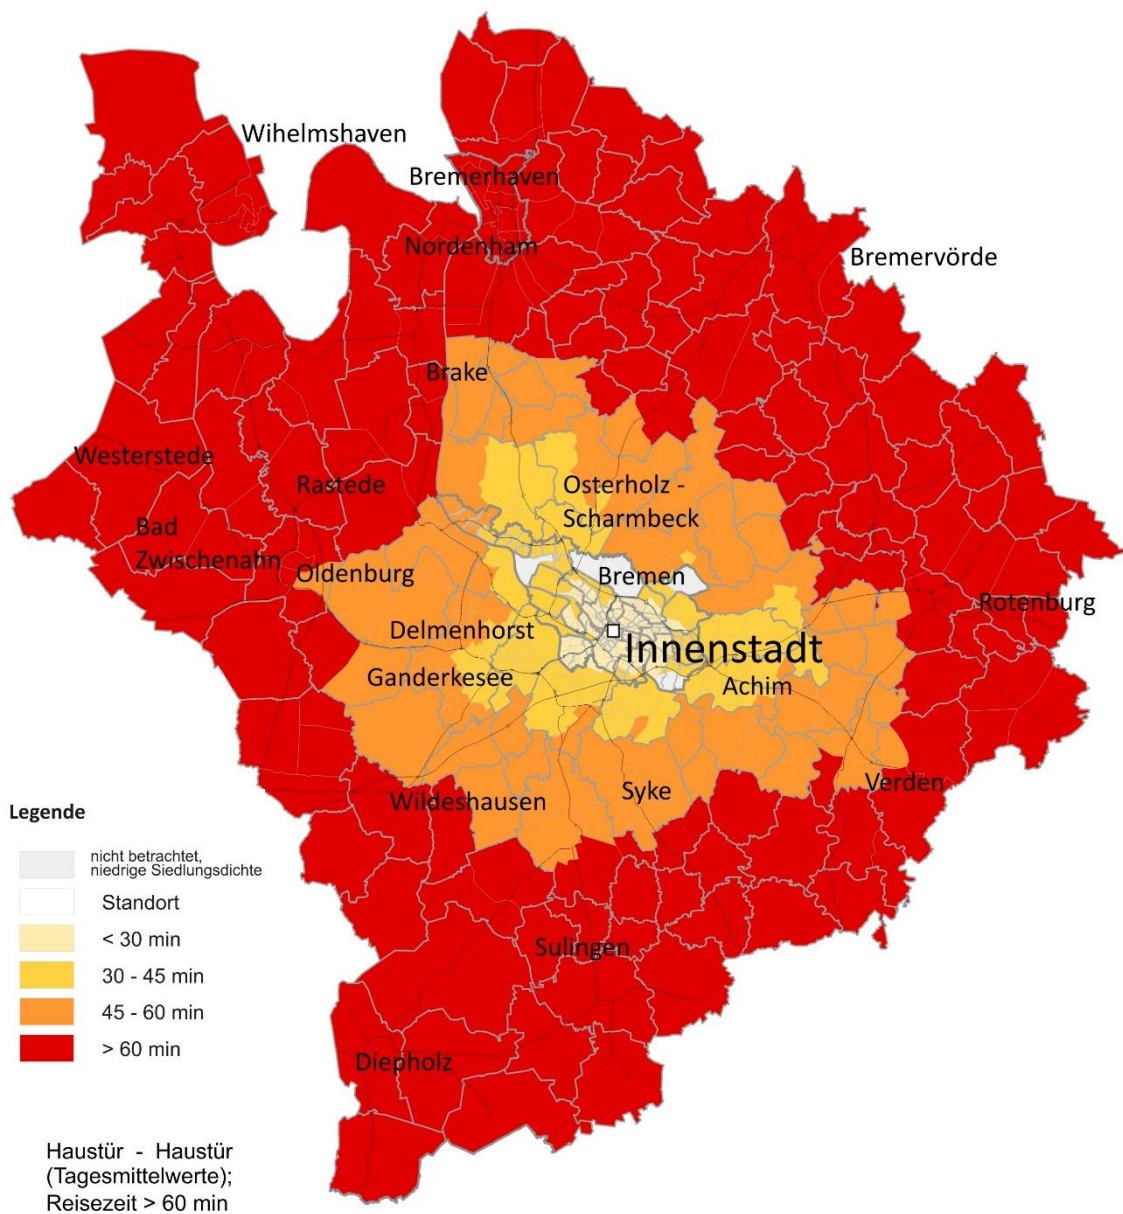 Wihelmshaven
Bremerhaven
Nordenham
Bremervörde
Brake
Westerstede
Rastede
Osterholz -
Scharmbeck
Bad
Zwischenahn
Oldenburg
Bremen
Rotenburg
Delmenhorst
Innenstadt
Ganderkesee
Achim
Wildeshausen
Syke
Verden
Sulingen
Diepholz
Legende
nicht betrachtet,
niedrige Siedlungsdichte
Standort
< 30 min
30 - 45 min
45 - 60 min
> 60 min
Haustür - Haustür
(Tagesmittelwerte);
Reisezeit > 60 min